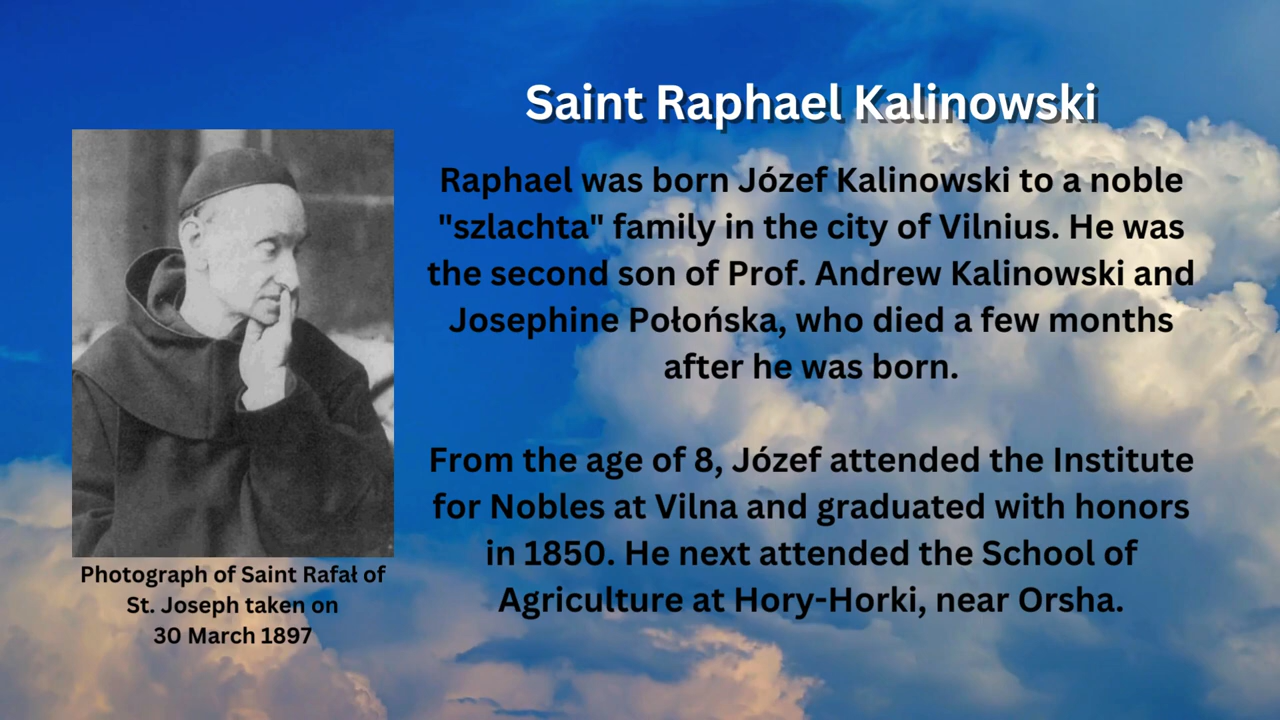 Saint Raphael Kalinowski
Raphael was born Józef Kalinowski to a noble
"szlachta" family in the city of Vilnius. He was
the second son of Prof. Andrew Kalinowski and
Josephine Połońska, who died a few months
after he was born.
From the age of 8, Józef attended the Institute
for Nobles at Vilna and graduated with honors
in 1850. He next attended the School of
Agriculture at Hory-Horki, near Orsha.
Photograph of Saint Rafał of
St. Joseph taken on
30 March 1897